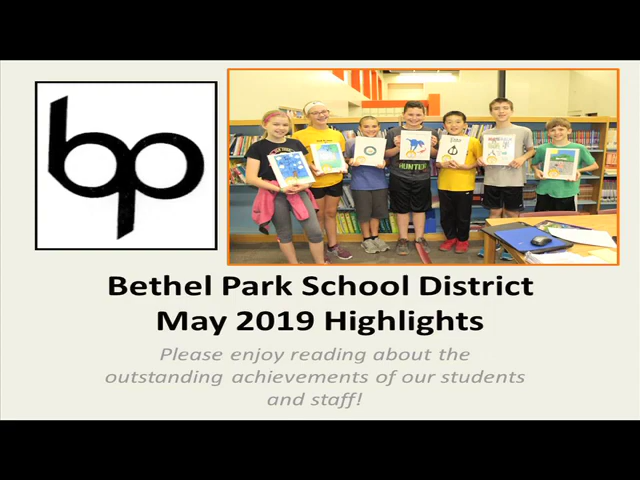 bp
HUNTER
Bethel Park School District
May 2019 Highlights
Please enjoy reading about the
outstanding achievements of our students
and staff!